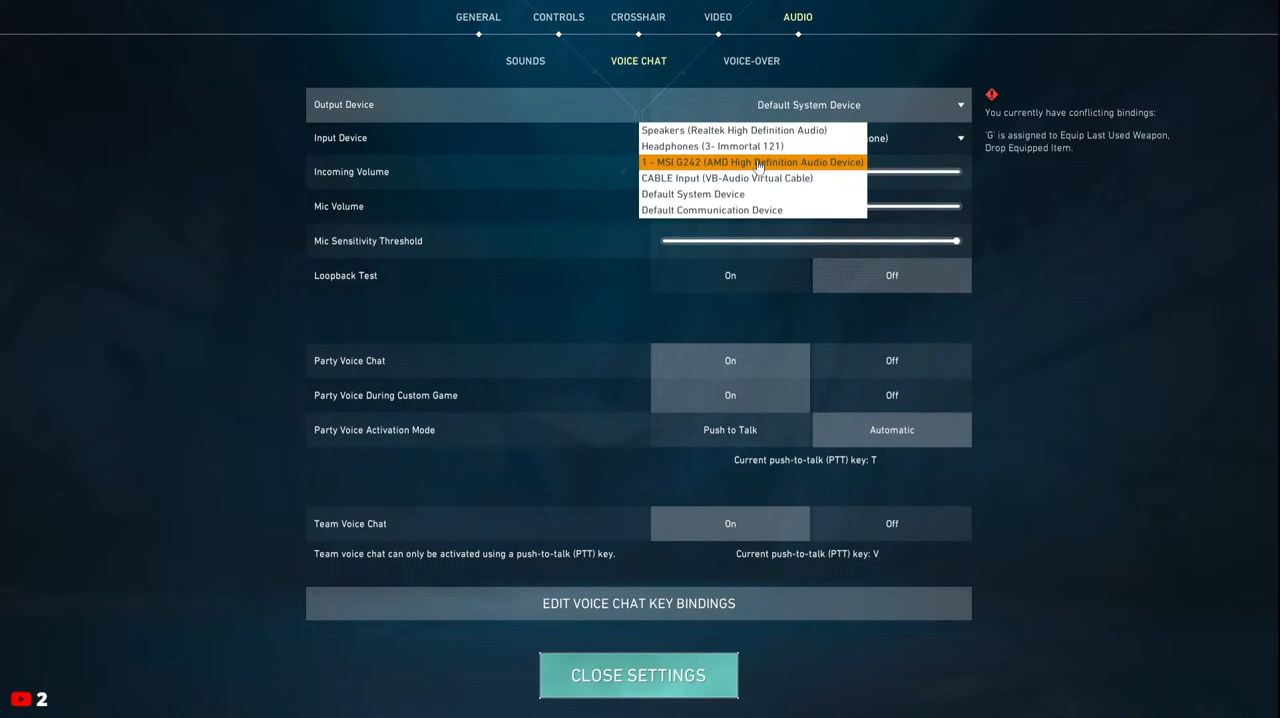 GENERAL CONTROLS CROSSHAIR VIDEO AUDIO
SOUNDS VOICE CHAT VOICE-OVER
Output Device Default System Device
You currently have conflicting bindings:
'G' is assigned to Equip Last Used Weapon,
Drop Equipped Item.
Speakers (Realtek High Definition Audio)
Input Device one)
Headphones (3- Immortal 121)
1 - MSI G242 (AMD High Definition Audio Device)
Incoming Volume
CABLE Input (VB-Audio Virtual Cable)
Default System Device
Mic Volume
Default Communication Device
Mic Sensitivity Threshold
Loopback Test On Off
Party Voice Chat On Off
Party Voice During Custom Game On Off
Party Voice Activation Mode Push to Talk Automatic
Current push-to-talk (PTT) key: T
Team Voice Chat On Off
Team voice chat can only be activated using a push-to-talk (PTT) key. Current push-to-talk (PTT) key: V
EDIT VOICE CHAT KEY BINDINGS
CLOSE SETTINGS
2